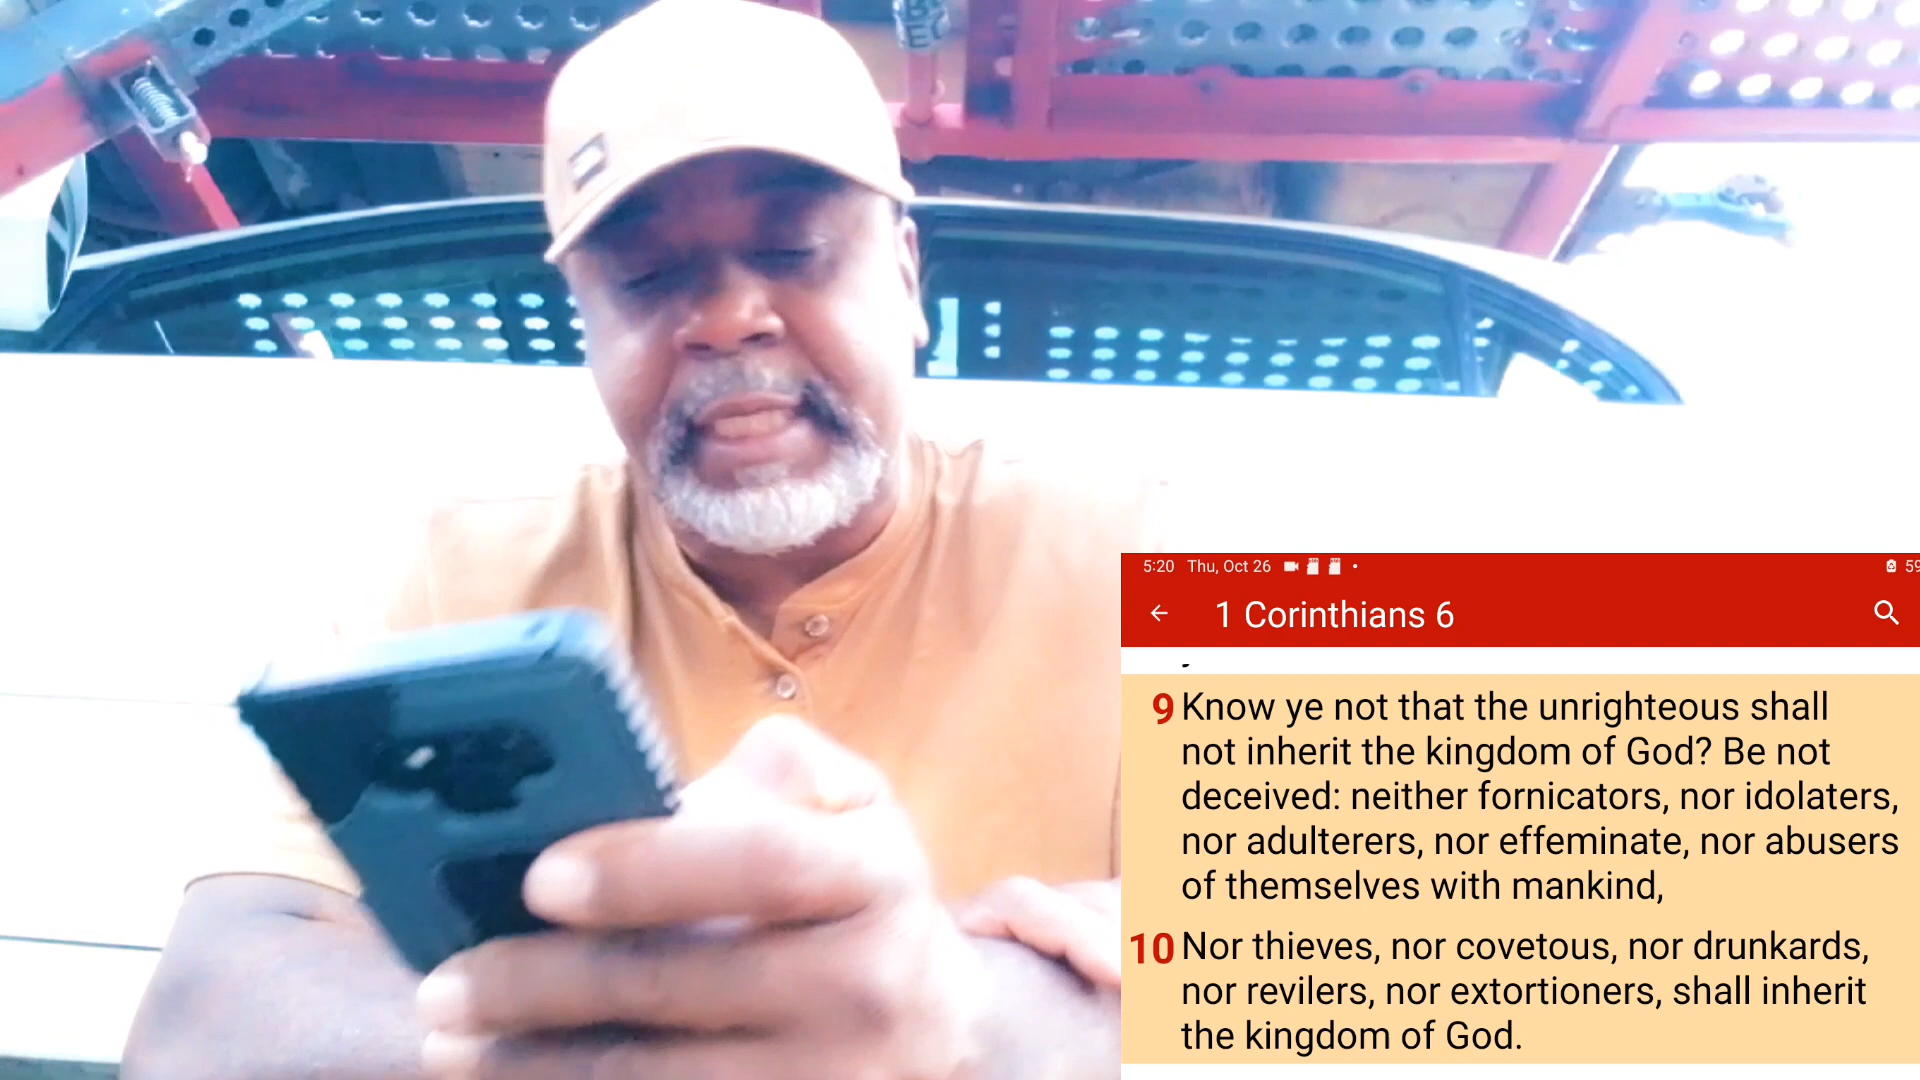 5:20 Thu, Oct 26 59
1 Corinthians 6
9 Know ye not that the unrighteous shall
not inherit the kingdom of God? Be not
deceived: neither fornicators, nor idolaters,
nor adulterers, nor effeminate, nor abusers
of themselves with mankind,
10 Nor thieves, nor covetous, nor drunkards,
nor revilers, nor extortioners, shall inherit
the kingdom of God.